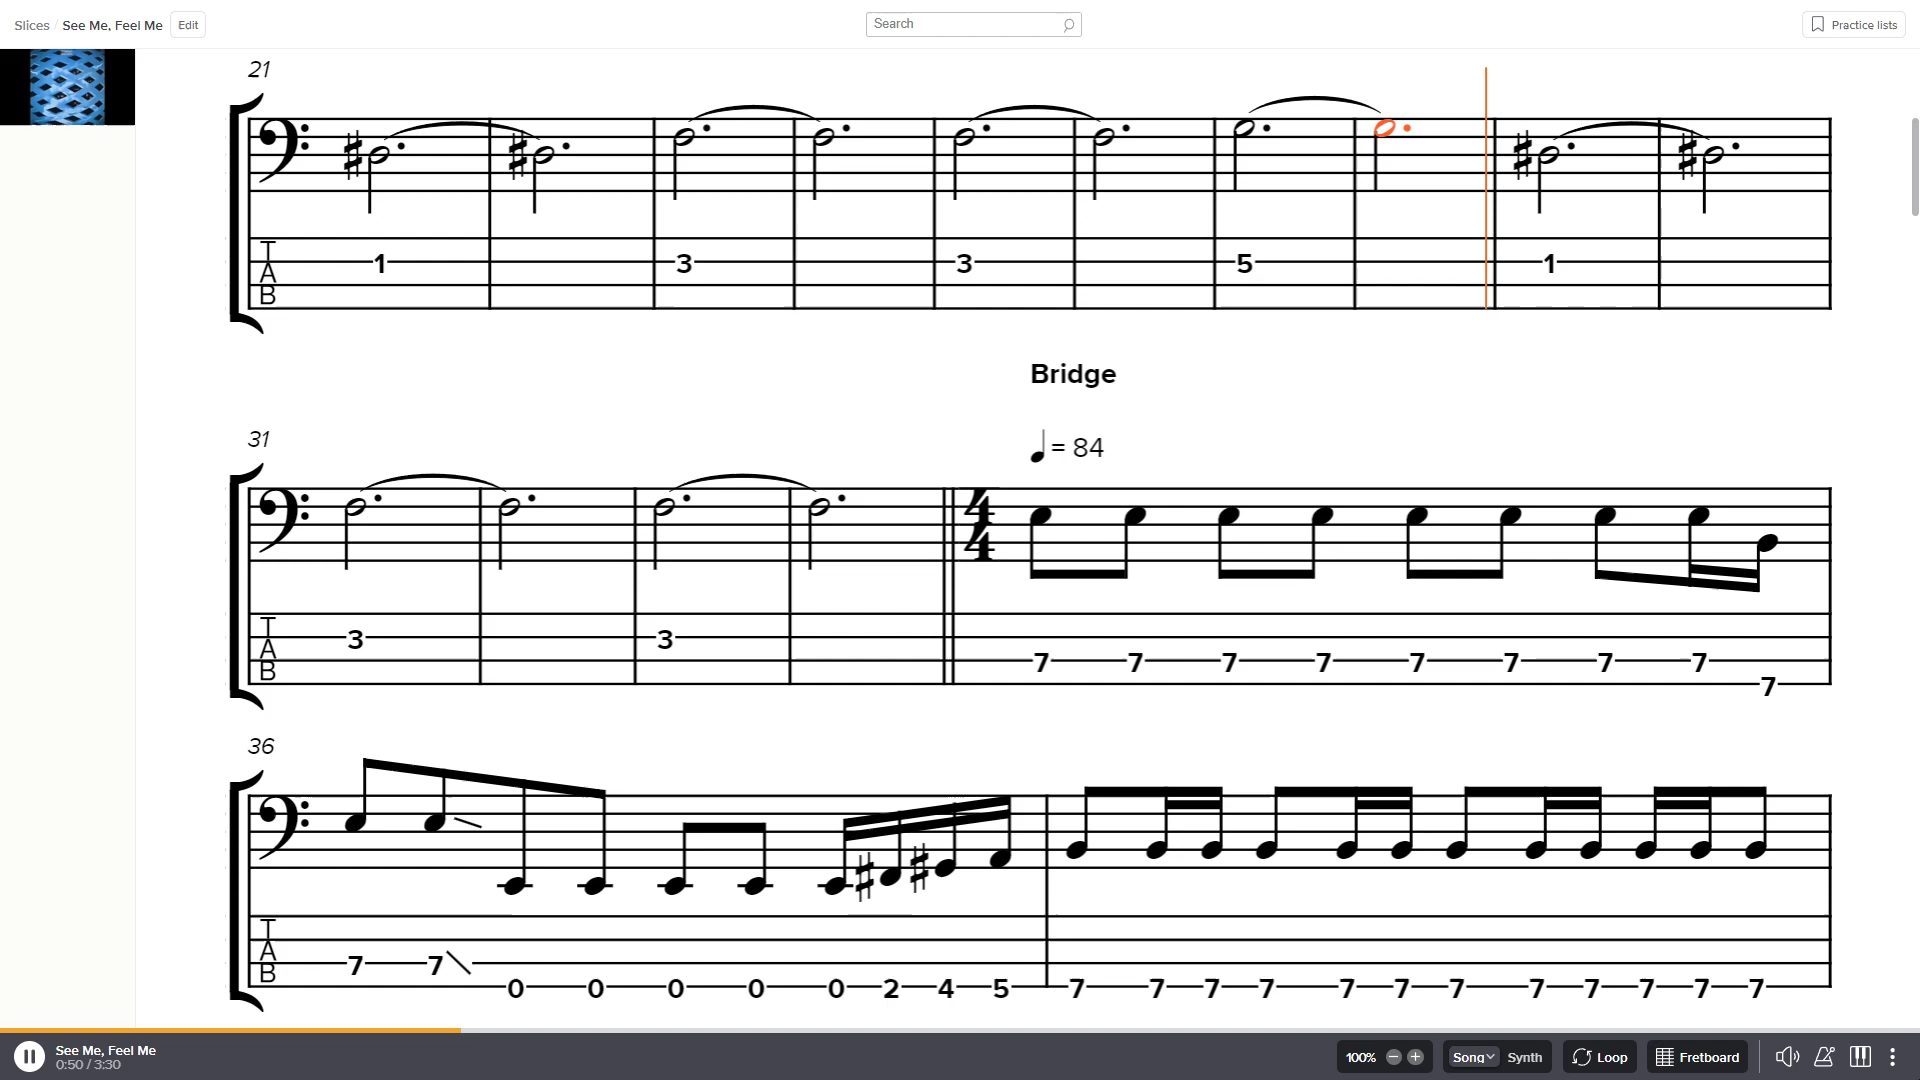 Slices / See Me, Feel Me Edit Search Practice lists
21
T 1 3 3 5 1
A
B
Bridge
31 = 84
4
4
T 3 3
A 7 7 7 7 7 7 7 7
B 7
36
T
A 7 7
B 0 0 0 0 0 2 4 5 7 7 7 7 7 7 7 7 7 7 7 7
See Me, Feel Me
0:50 / 3:30
100% Song Synth Loop Fretboard